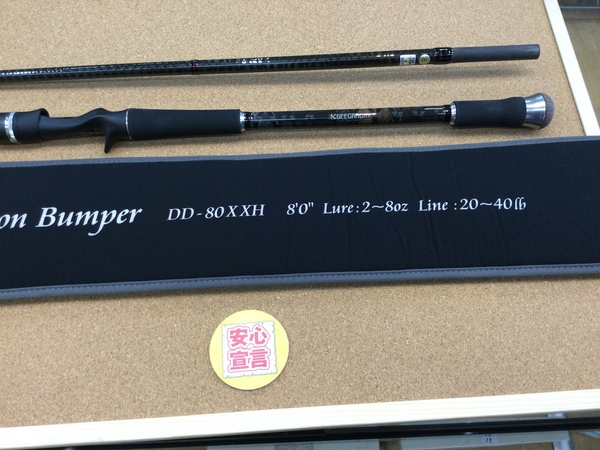 on Bumper DD-80XXH 8'0" Lure:2～8oz Line :20～40lb
安心
宣言